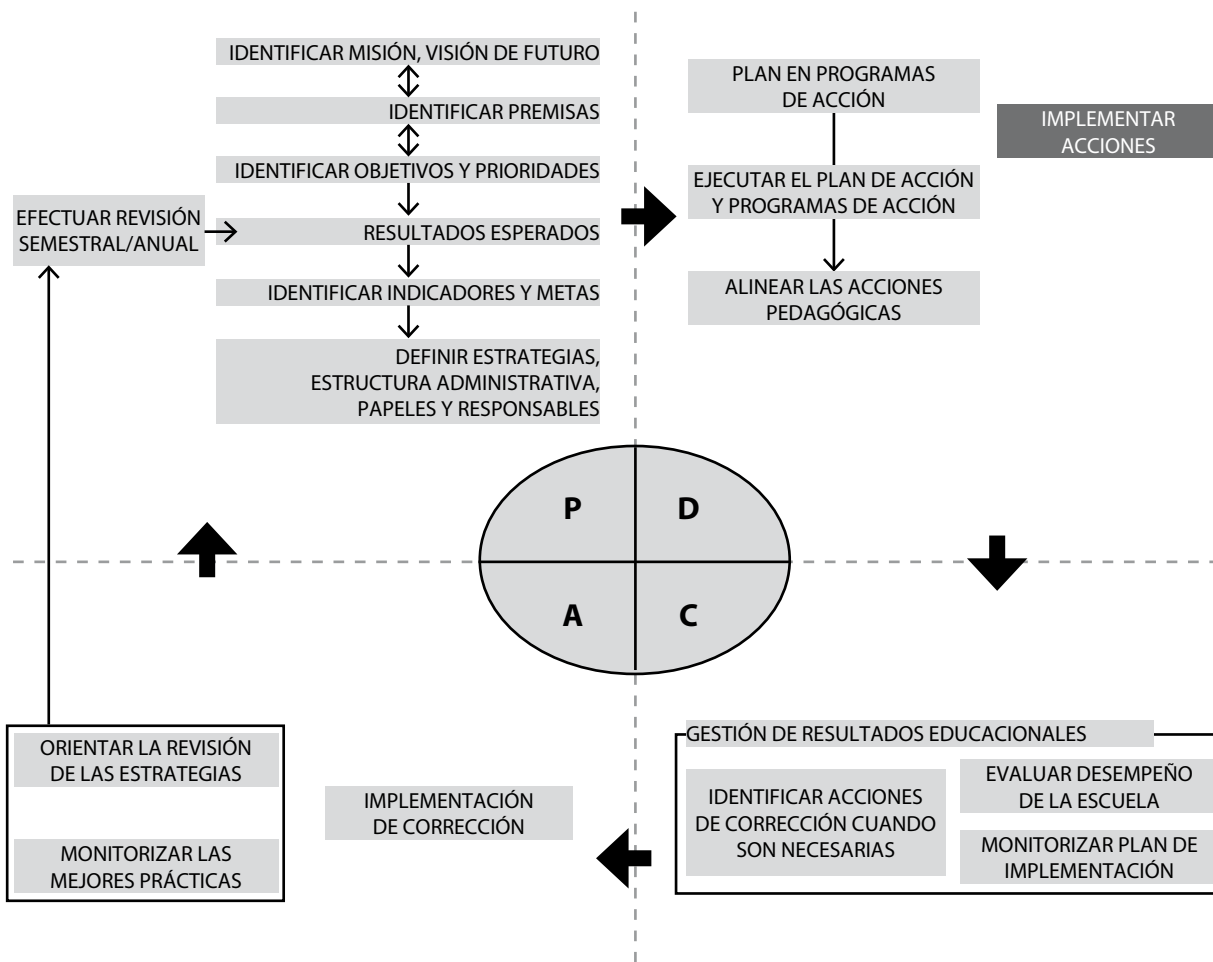 IDENTIFICAR MISIÓN, VISIÓN DE FUTURO
IDENTIFICAR PREMISAS
IDENTIFICAR OBJETIVOS Y PRIORIDADES
EFECTUAR REVISIÓN
SEMESTRAL/ANUAL
RESULTADOS ESPERADOS
IDENTIFICAR INDICADORES Y METAS
DEFINIR ESTRATEGIAS,
ESTRUCTURA ADMINISTRATIVA,
PAPELES Y RESPONSABLES
PLAN EN PROGRAMAS
DE ACCIÓN
IMPLEMENTAR
ACCIONES
EJECUTAR EL PLAN DE ACCIÓN
Y PROGRAMAS DE ACCIÓN
ALINEAR LAS ACCIONES
PEDAGÓGICAS
P
D
A
C
ORIENTAR LA REVISIÓN
DE LAS ESTRATEGIAS
MONITORIZAR LAS
MEJORES PRÁCTICAS
IMPLEMENTACIÓN
DE CORRECCIÓN
GESTIÓN DE RESULTADOS EDUCACIONALES
IDENTIFICAR ACCIONES
DE CORRECCIÓN CUANDO
SON NECESARIAS
EVALUAR DESEMPEÑO
DE LA ESCUELA
MONITORIZAR PLAN DE
IMPLEMENTACIÓN